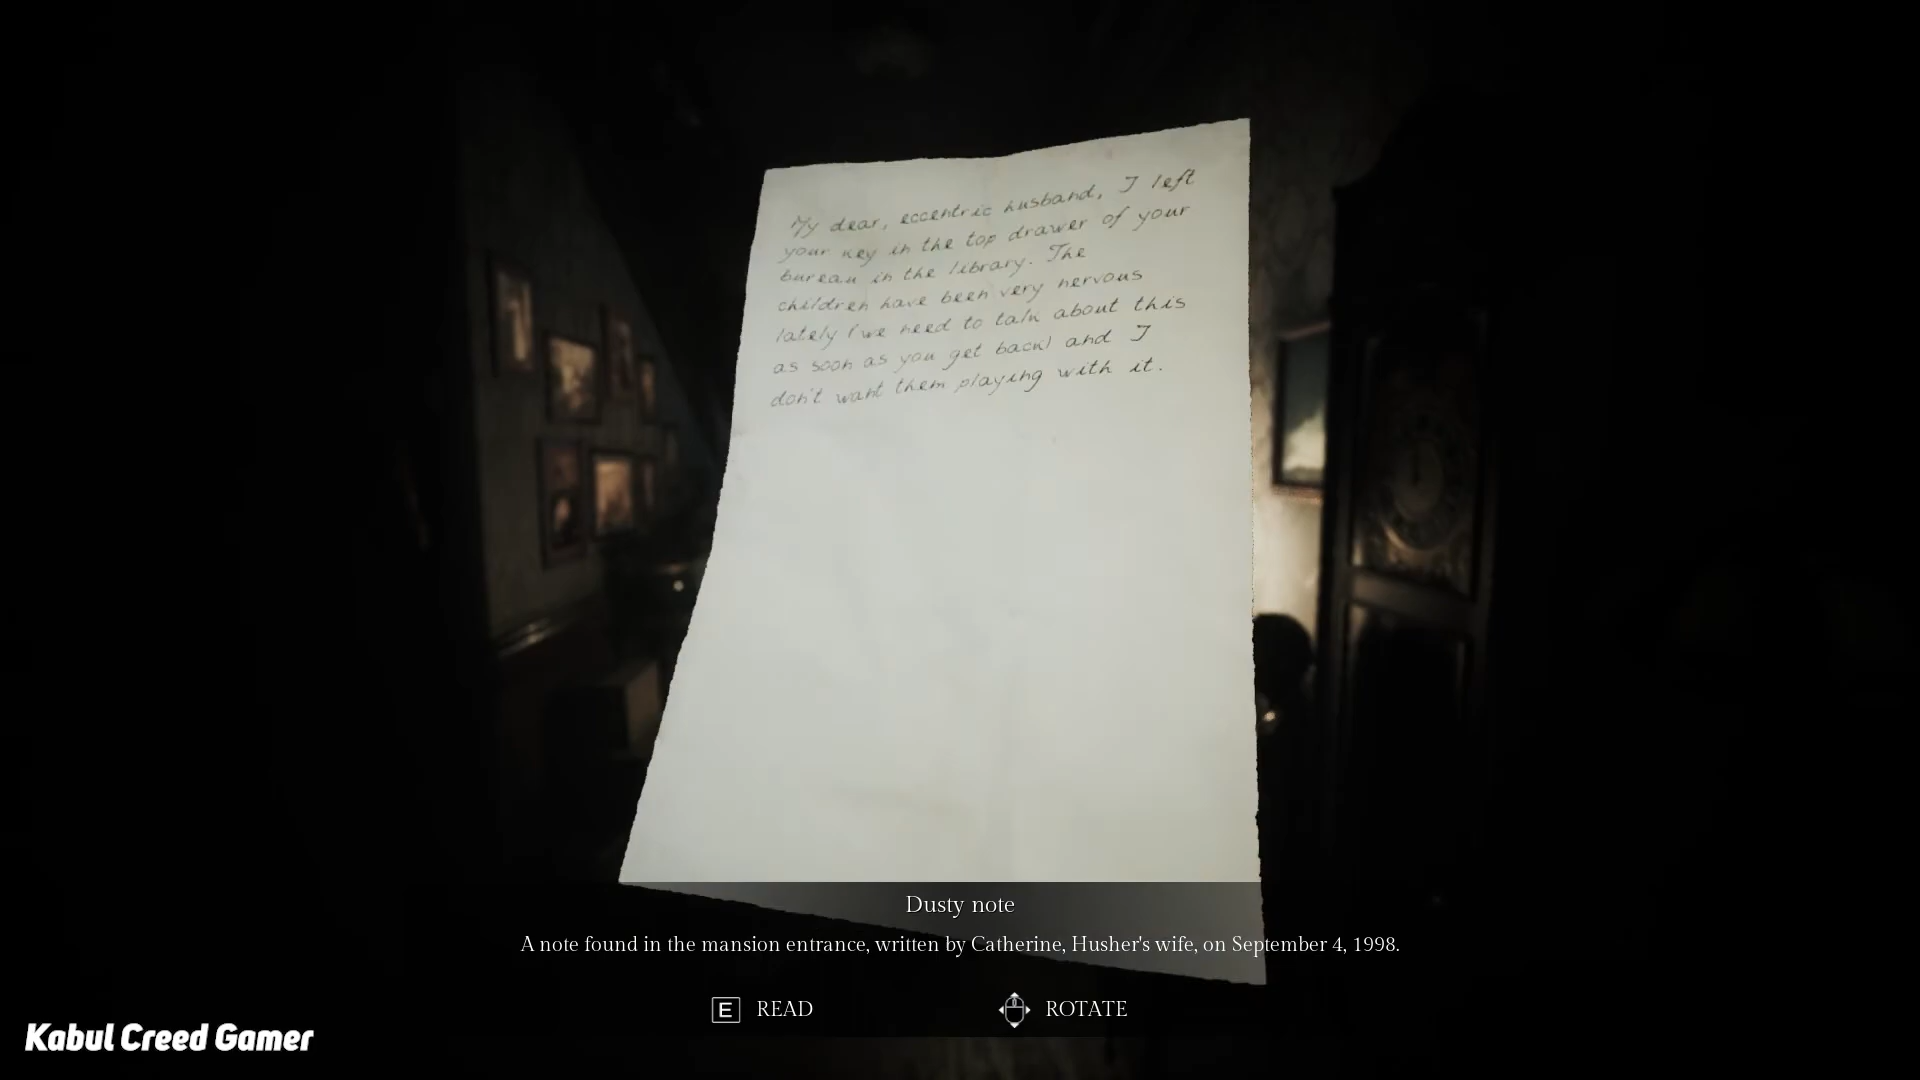 My dear, eccentric husband, I left
your key in the top drawer of your
bureau in the library. The
children have been very nervous
lately (we need to talk about this
as soon as you get back) and I
don't want them playing with it.
Dusty note
A note found in the mansion entrance, written by Catherine, Husher's wife, on September 4, 1998.
E READ ROTATE
Kabul Creed Gamer